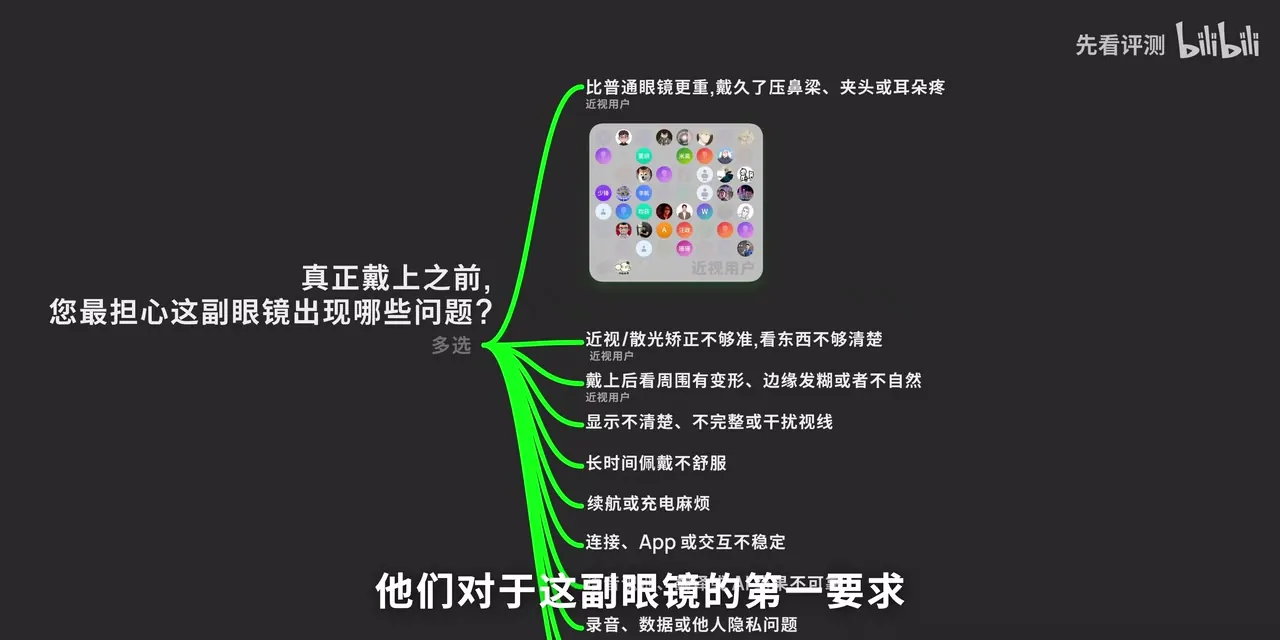 先看评测 bilibili
比普通眼镜更重,戴久了压鼻梁、夹头或耳朵疼
近视用户
少锋
李航
W
A
近视用户
真正戴上之前,
您最担心这副眼镜出现哪些问题?
多选
近视/散光矫正不够准,看东西不够清楚
近视用户
戴上后看周围有变形、边缘发糊或者不自然
近视用户
显示不清楚、不完整或干扰视线
长时间佩戴不舒服
续航或充电麻烦
连接、App 或交互不稳定
他们对于这副眼镜的第一要求
录音、数据或他人隐私问题